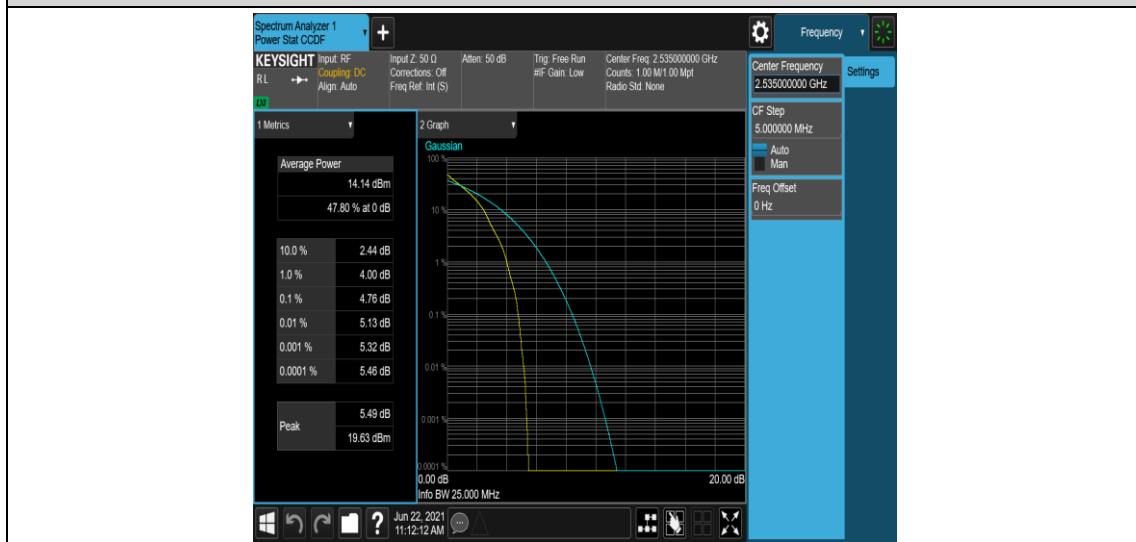 Spectrum Analyzer 1
Power Stat CCDF
+
Frequency
KEYSIGHT
RL
LXI
Input: RF
Coupling: DC
Align: Auto
Input Z: 50 Ω
Corrections: Off
Freq Ref: Int (S)
Atten: 50 dB
Trig: Free Run
#IF Gain: Low
Center Freq: 2.535000000 GHz
Counts: 1.00 M/1.00 Mpt
Radio Std: None
Center Frequency
2.535000000 GHz
Settings
CF Step
5.000000 MHz
Auto
Man
Freq Offset
0 Hz
1 Metrics
Average Power
14.14 dBm
47.80 % at 0 dB
10.0 % 2.44 dB
1.0 % 4.00 dB
0.1 % 4.76 dB
0.01 % 5.13 dB
0.001 % 5.32 dB
0.0001 % 5.46 dB
Peak
5.49 dB
19.63 dBm
2 Graph
Gaussian
100 %
10 %
1 %
0.1 %
0.01 %
0.001 %
0.0001 %
0.00 dB 20.00 dB
Info BW 25.000 MHz
?
Jun 22, 2021
11:12:12 AM